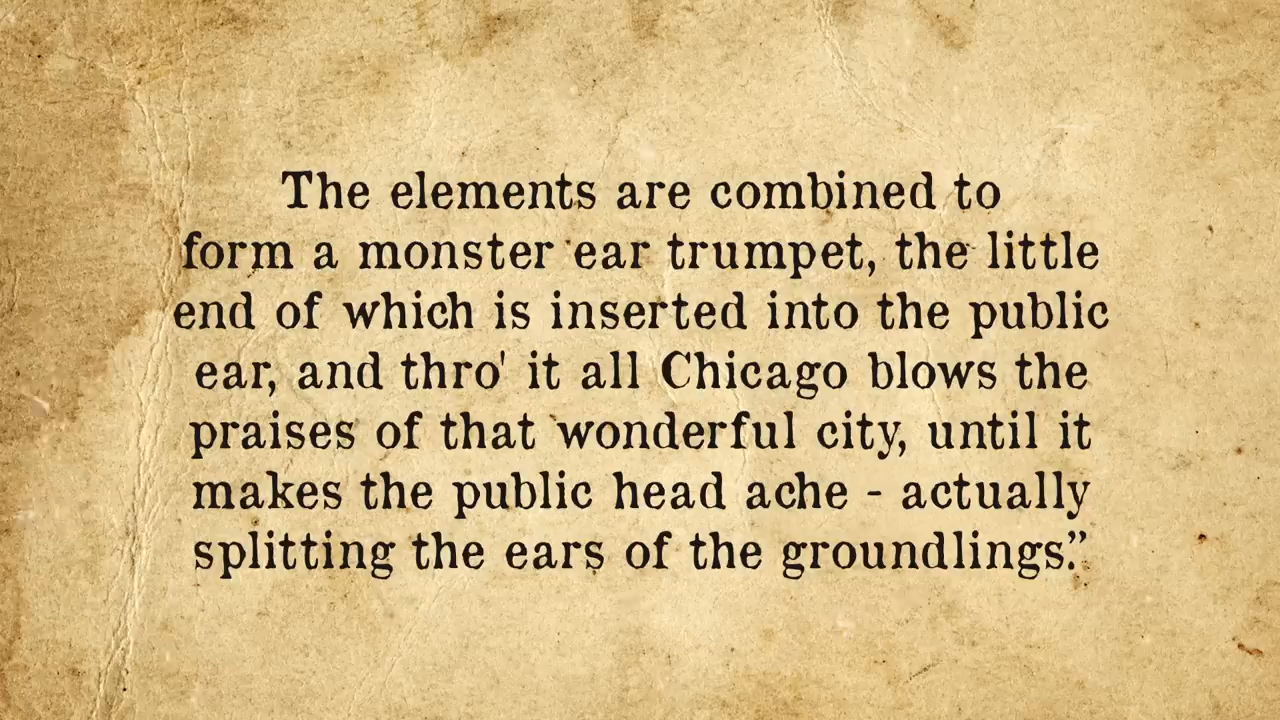 The elements are combined to
form a monster ear trumpet, the little
end of which is inserted into the public
ear, and thro' it all Chicago blows the
praises of that wonderful city, until it
makes the public head ache - actually
splitting the ears of the groundlings.”